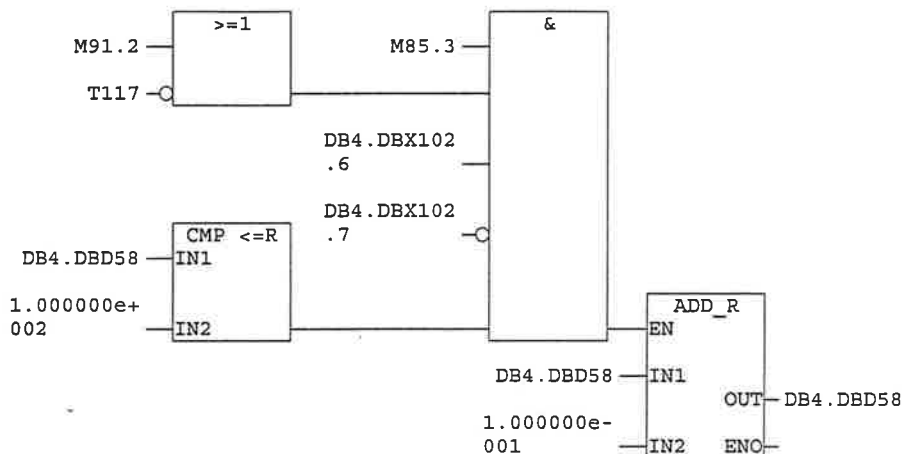 >=1
&
M91.2
M85.3
T117
DB4.DBX102
.6
DB4.DBX102
.7
CMP <=R
DB4.DBD58
IN1
1.000000e+
002
IN2
ADD_R
EN
DB4.DBD58
IN1
OUT
DB4.DBD58
1.000000e-
001
IN2
ENO